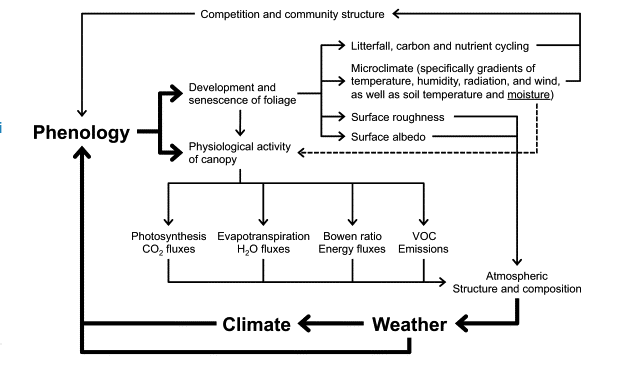 Competition and community structure
Litterfall, carbon and nutrient cycling
Microclimate (specifically gradients of
temperature, humidity, radiation, and wind,
as well as soil temperature and moisture)
Development and
senescence of foliage
Surface roughness
Phenology
Surface albedo
Physiological activity
of canopy
Photosynthesis
CO₂ fluxes
Evapotranspiration
H₂O fluxes
Bowen ratio
Energy fluxes
VOC
Emissions
Atmospheric
Structure and composition
Climate
Weather